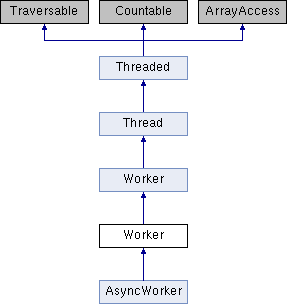 Traversable Countable ArrayAccess
Threaded
Thread
Worker
Worker
AsyncWorker